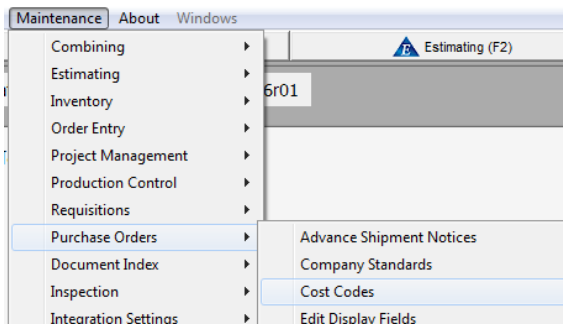 Maintenance About Windows
Combining
Estimating (F2)
Estimating
Inventory
6r01
Order Entry
Project Management
Production Control
Requisitions
Purchase Orders
Advance Shipment Notices
Document Index
Company Standards
Inspection
Cost Codes
Integration Settings
Edit Display Fields